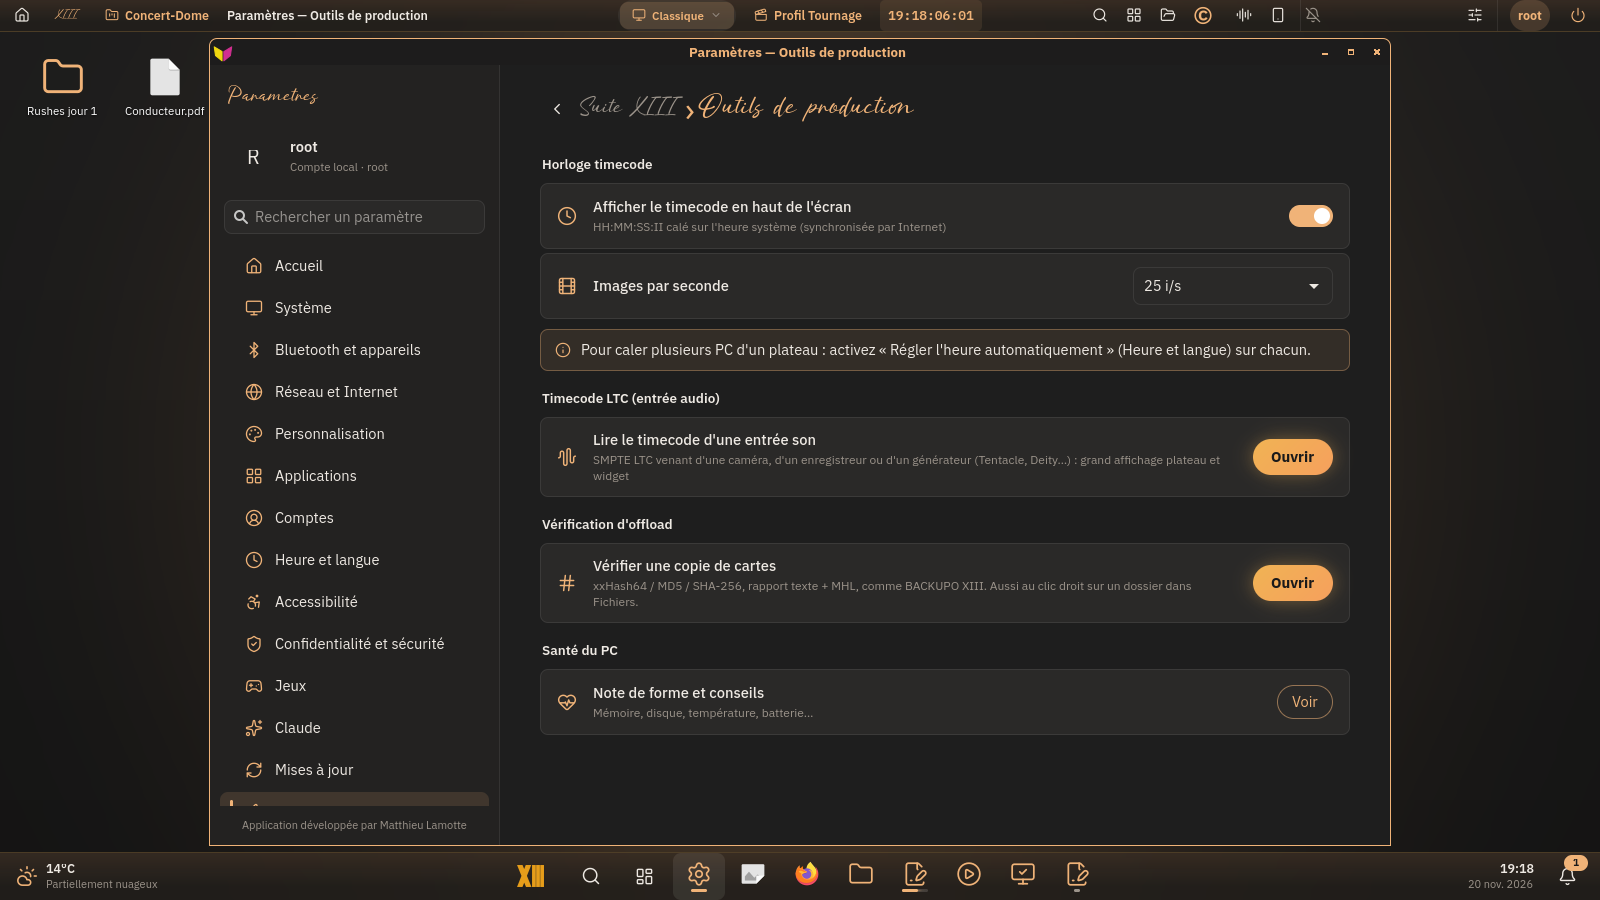 XIII
Concert-Dome
Paramètres — Outils de production
Classique
Profil Tournage
19:18:06:01
root
Rushes jour 1
Conducteur.pdf
Paramètres — Outils de production
Paramètres
R
root
Compte local · root
Rechercher un paramètre
Accueil
Système
Bluetooth et appareils
Réseau et Internet
Personnalisation
Applications
Comptes
Heure et langue
Accessibilité
Confidentialité et sécurité
Jeux
Claude
Mises à jour
Application développée par Matthieu Lamotte
Suite XIII › Outils de production
Horloge timecode
Afficher le timecode en haut de l'écran
HH:MM:SS:II calé sur l'heure système (synchronisée par Internet)
Images par seconde
25 i/s
Pour caler plusieurs PC d'un plateau : activez « Régler l'heure automatiquement » (Heure et langue) sur chacun.
Timecode LTC (entrée audio)
Lire le timecode d'une entrée son
SMPTE LTC venant d'une caméra, d'un enregistreur ou d'un générateur (Tentacle, Deity…) : grand affichage plateau et
widget
Ouvrir
Vérification d'offload
Vérifier une copie de cartes
xxHash64 / MD5 / SHA-256, rapport texte + MHL, comme BACKUPO XIII. Aussi au clic droit sur un dossier dans
Fichiers.
Ouvrir
Santé du PC
Note de forme et conseils
Mémoire, disque, température, batterie…
Voir
14°C
Partiellement nuageux
XIII
19:18
20 nov. 2026
1